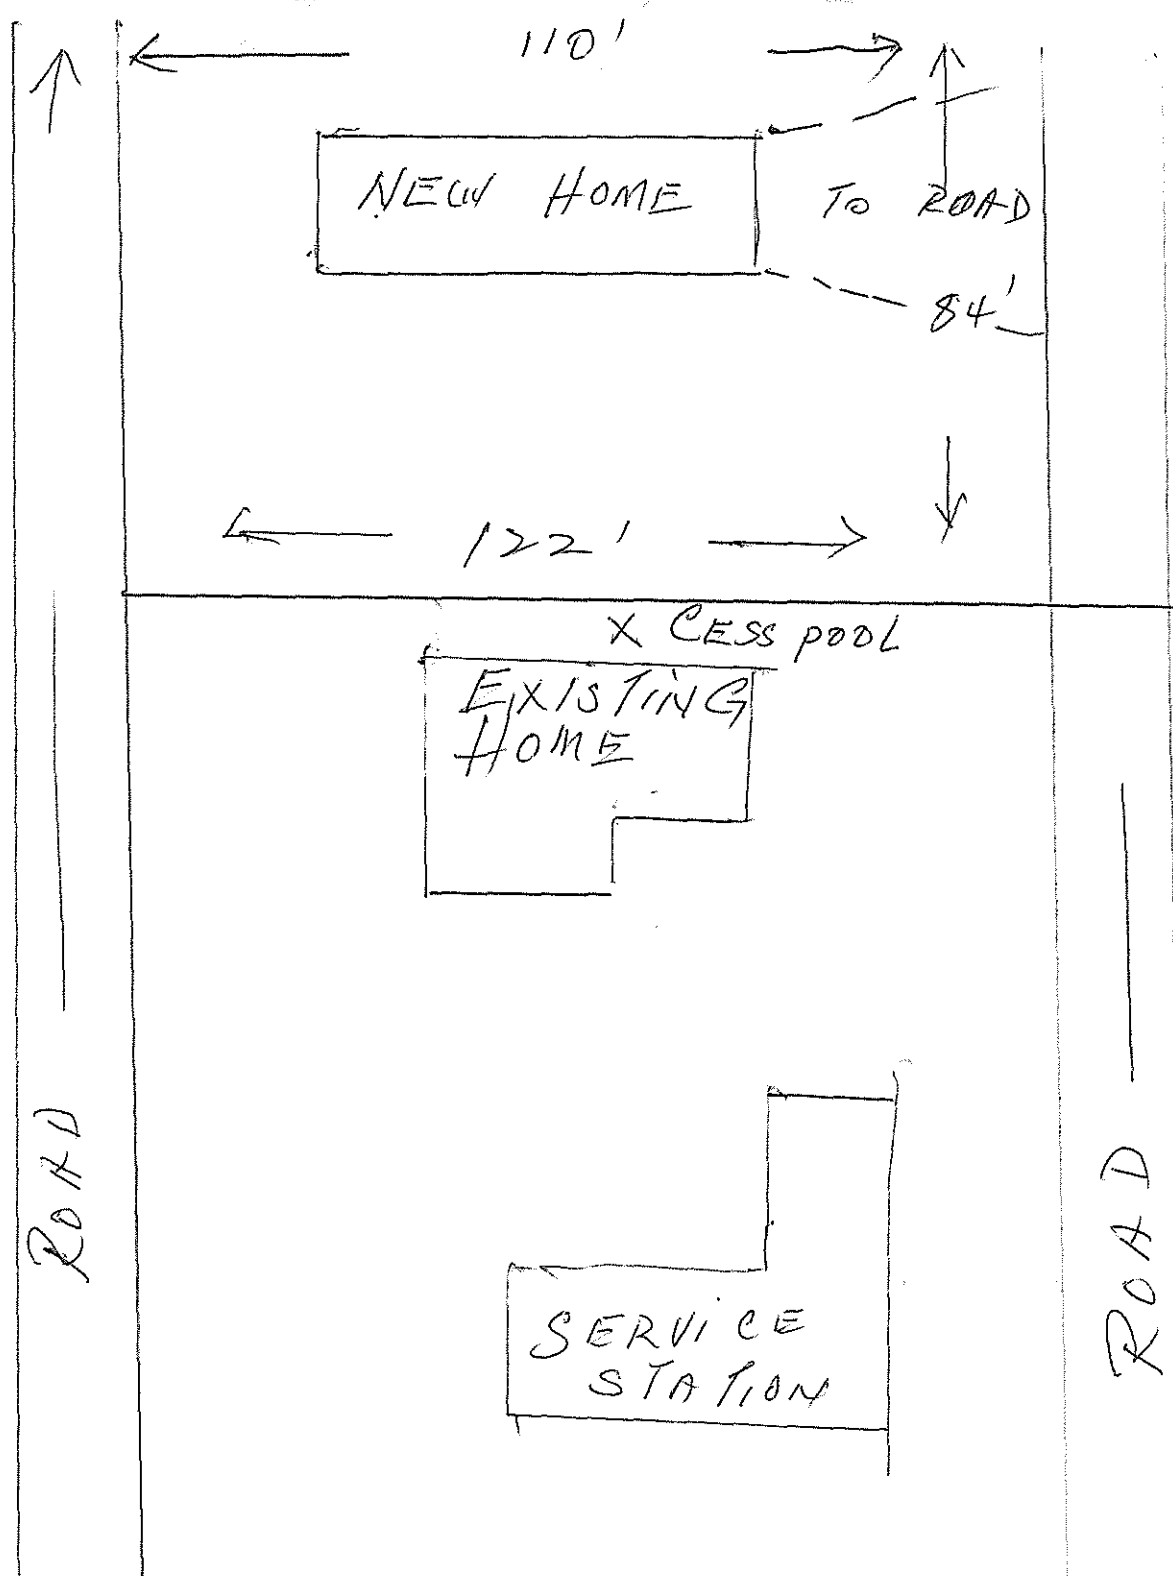 110'
NEW HOME
TO ROAD
84'
122'
X CESS POOL
EXISTING
HOME
ROAD
ROAD
SERVICE
STATION